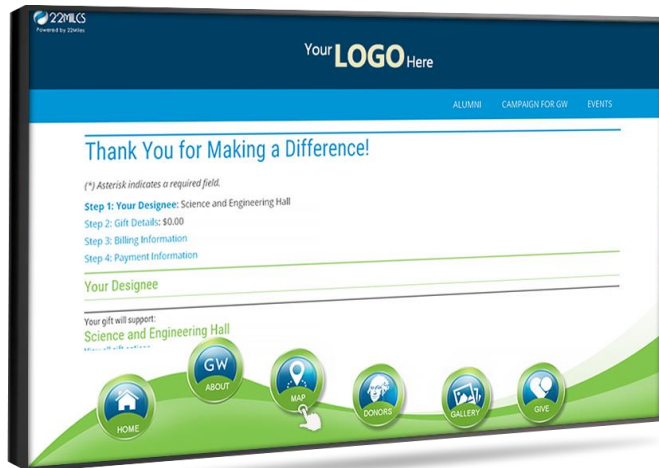 22MILES
Powered by 22Miles
Your LOGO Here
ALUMNI CAMPAIGN FOR GW EVENTS
Thank You for Making a Difference!
(*) Asterisk indicates a required field.
Step 1: Your Designee: Science and Engineering Hall
Step 2: Gift Details: $0.00
Step 3: Billing Information
Step 4: Payment Information
Your Designee
Your gift will support:
Science and Engineering Hall
GW
ABOUT
MAP
HOME
DONORS
GALLERY
GIVE